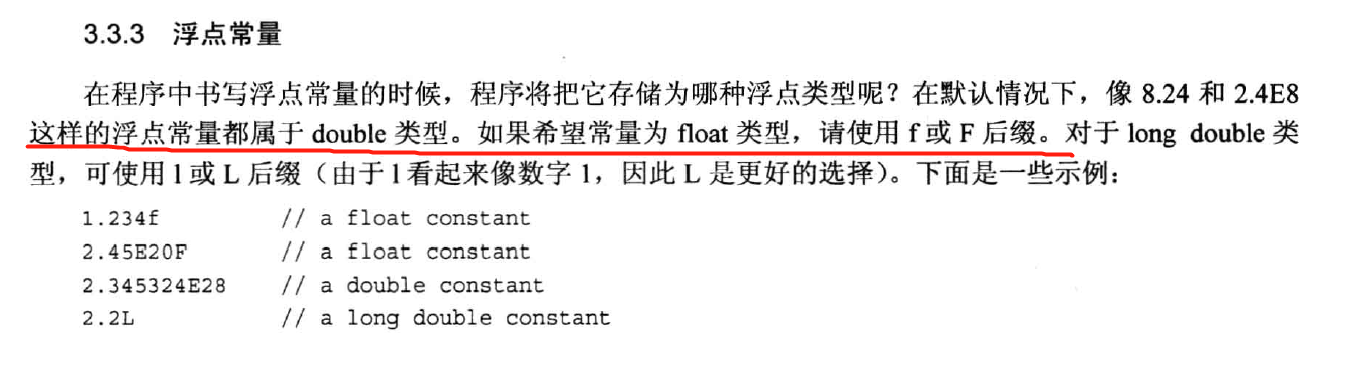 3.3.3 浮点常量
在程序中书写浮点常量的时候，程序将把它存储为哪种浮点类型呢？在默认情况下，像 8.24 和 2.4E8
这样的浮点常量都属于 double 类型。如果希望常量为 float 类型，请使用 f 或 F 后缀。对于 long double 类
型，可使用 l 或 L 后缀（由于 l 看起来像数字 1，因此 L 是更好的选择）。下面是一些示例：
1.234f // a float constant
2.45E20F // a float constant
2.345324E28 // a double constant
2.2L // a long double constant